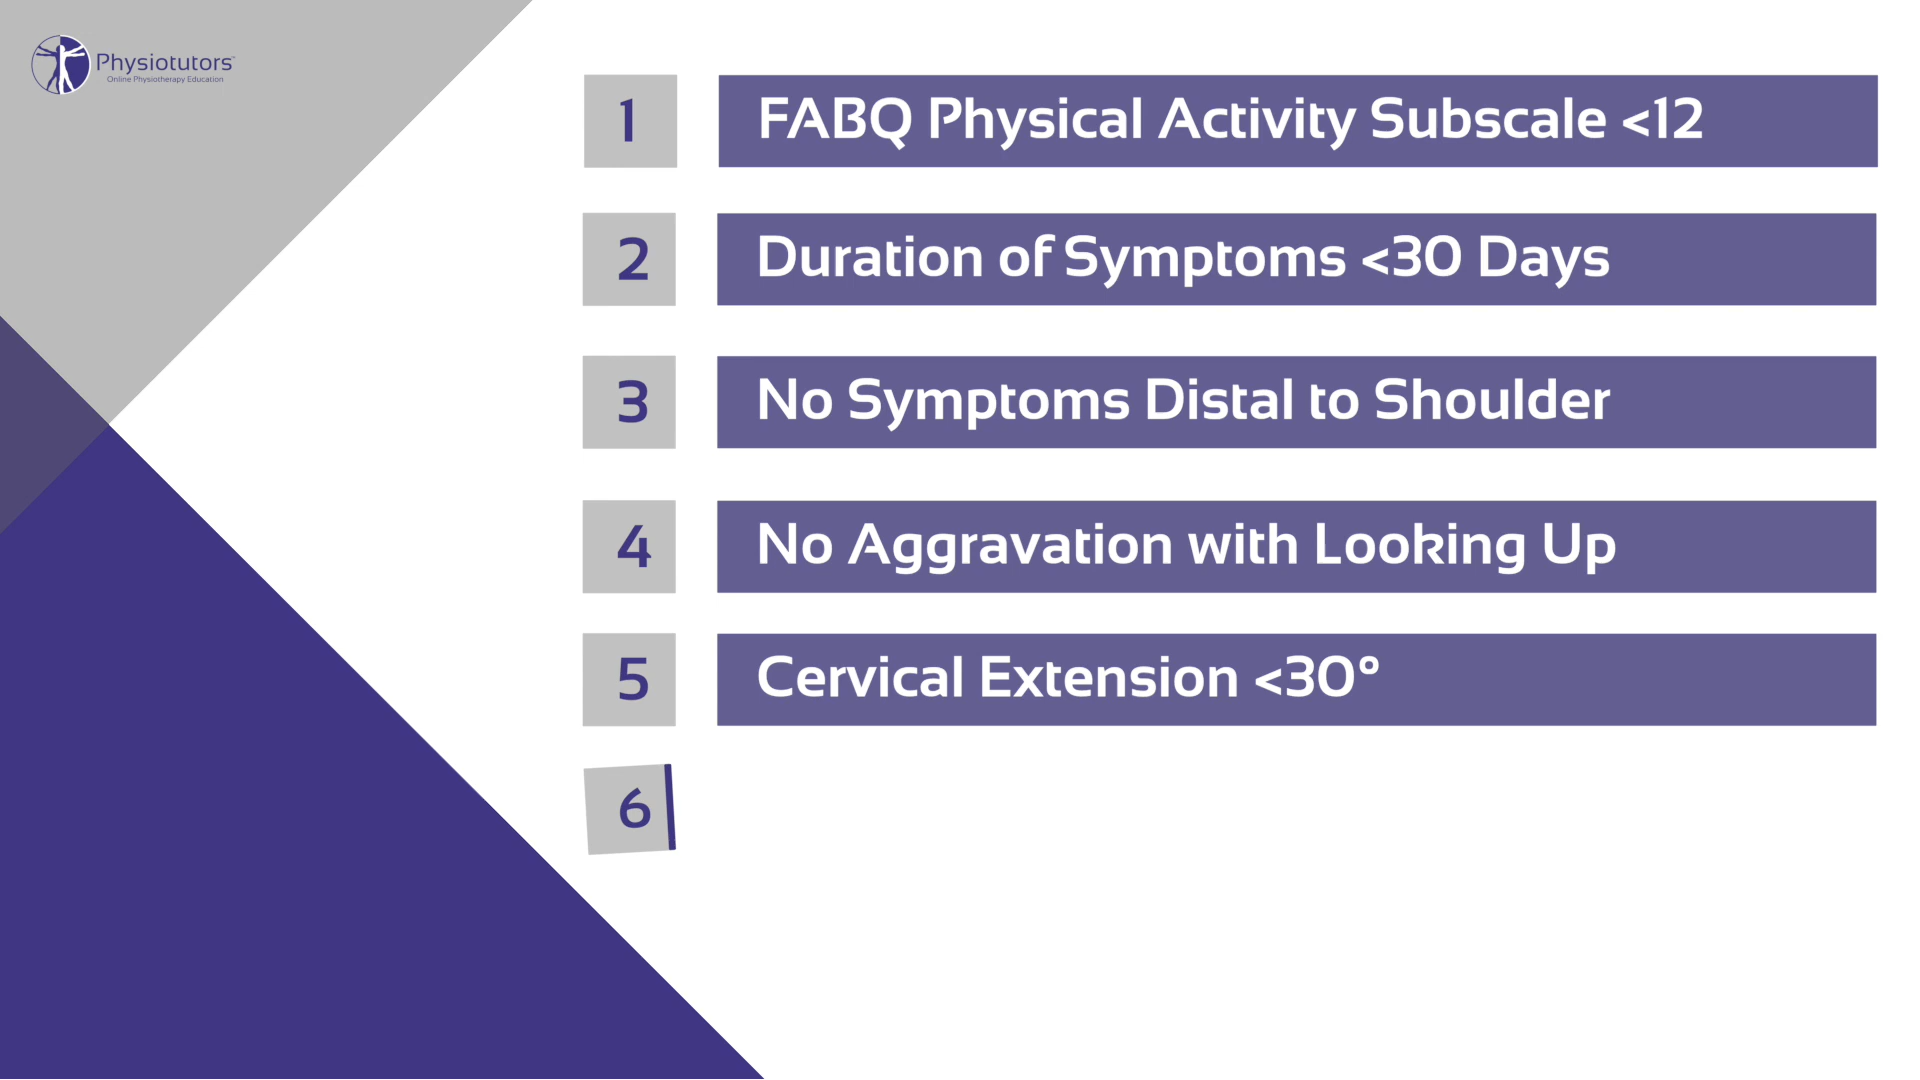 Physiotutors™
Online Physiotherapy Education
1 FABQ Physical Activity Subscale <12
2 Duration of Symptoms <30 Days
3 No Symptoms Distal to Shoulder
4 No Aggravation with Looking Up
5 Cervical Extension <30°
6